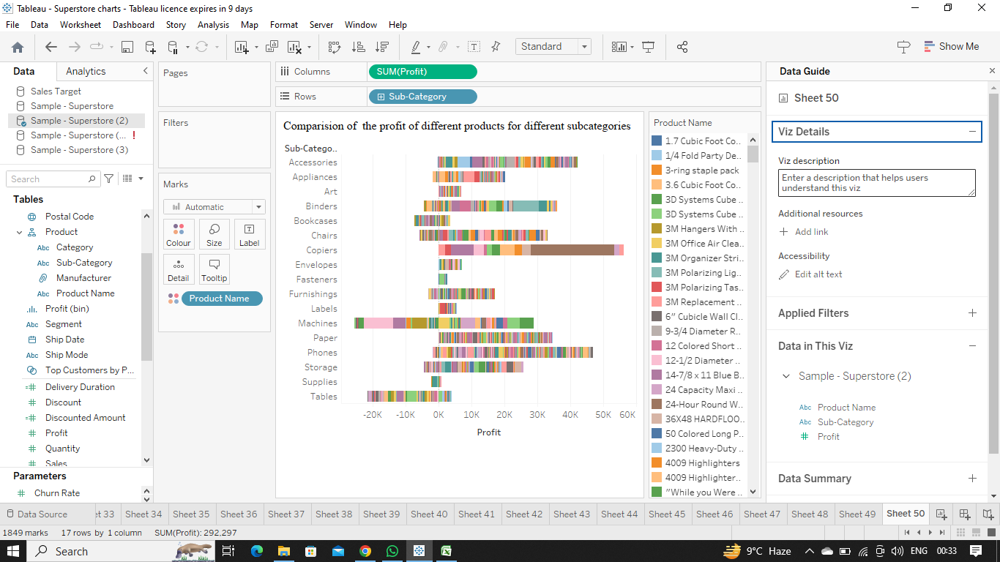 Tableau - Superstore charts - Tableau licence expires in 9 days
File Data Worksheet Dashboard Story Analysis Map Format Server Window Help
Standard
Show Me
Data Analytics
Sales Target
Sample - Superstore
Sample - Superstore (2)
Sample - Superstore (... !
Sample - Superstore (3)
Search
Tables
Postal Code
Product
Abc Category
Abc Sub-Category
Manufacturer
Abc Product Name
Profit (bin)
Abc Segment
Ship Date
Abc Ship Mode
Top Customers by P...
Delivery Duration
Discount
Discounted Amount
Profit
Quantity
Sales
Parameters
Churn Rate
Pages
Filters
Marks
Automatic
Colour Size Label
Detail Tooltip
Product Name
Columns SUM(Profit)
Rows Sub-Category
Comparision of the profit of different products for different subcategories
Sub-Catego..
Accessories
Appliances
Art
Binders
Bookcases
Chairs
Copiers
Envelopes
Fasteners
Furnishings
Labels
Machines
Paper
Phones
Storage
Supplies
Tables
-20K -10K 0K 10K 20K 30K 40K 50K 60K
Profit
Product Name
1.7 Cubic Foot Co..
1/4 Fold Party De..
3-ring staple pack
3.6 Cubic Foot Co..
3D Systems Cube ..
3D Systems Cube ..
3M Hangers With ..
3M Office Air Clea..
3M Organizer Stri..
3M Polarizing Lig..
3M Polarizing Tas..
3M Replacement ..
6" Cubicle Wall Cl..
9-3/4 Diameter R..
12 Colored Short ..
12-1/2 Diameter ..
14-7/8 x 11 Blue B..
24 Capacity Maxi ..
24-Hour Round W..
36X48 HARDFLOO..
50 Colored Long P..
2300 Heavy-Duty ..
4009 Highlighters
4009 Highlighter..
"While you Were ..
Data Guide
Sheet 50
Viz Details
Viz description
Enter a description that helps users
understand this viz
Additional resources
Add link
Accessibility
Edit alt text
Applied Filters
Data in This Viz
Sample - Superstore (2)
Abc Product Name
Abc Sub-Category
Profit
Data Summary
Data Source et 33 Sheet 34 Sheet 35 Sheet 36 Sheet 37 Sheet 38 Sheet 39 Sheet 40 Sheet 41 Sheet 42 Sheet 43 Sheet 44 Sheet 45 Sheet 46 Sheet 47 Sheet 48 Sheet 49 Sheet 50
1849 marks 17 rows by 1 column SUM(Profit): 292,297
Search
9°C Haze
ENG 00:33